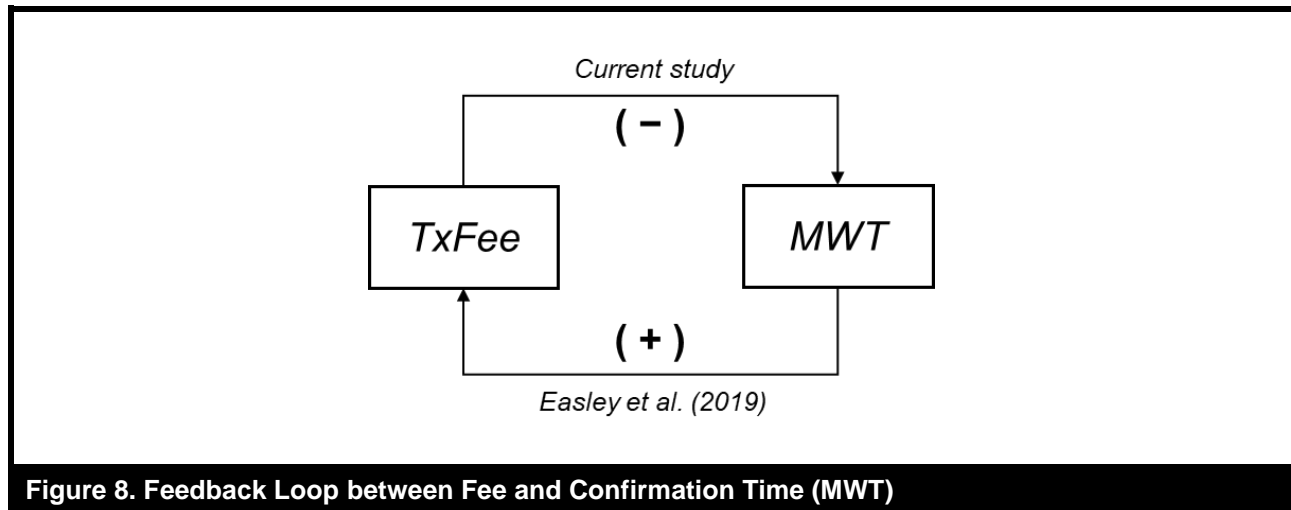 Current study
( − )
TxFee
MWT
( + )
Easley et al. (2019)
Figure 8. Feedback Loop between Fee and Confirmation Time (MWT)